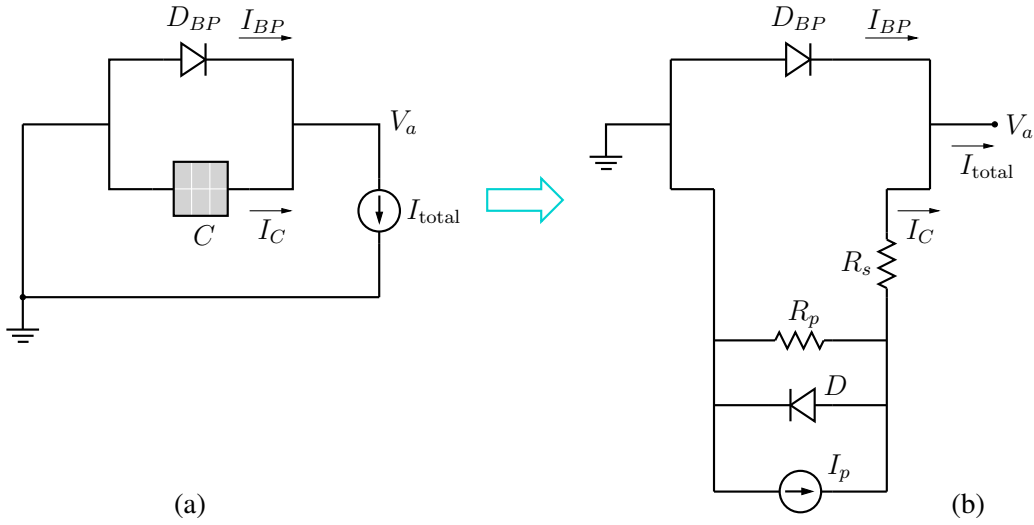 D_BP I_BP
V_a
C I_C
I_total
(a)
D_BP I_BP
V_a
I_total
I_C
R_s
R_p
D
I_p
(b)